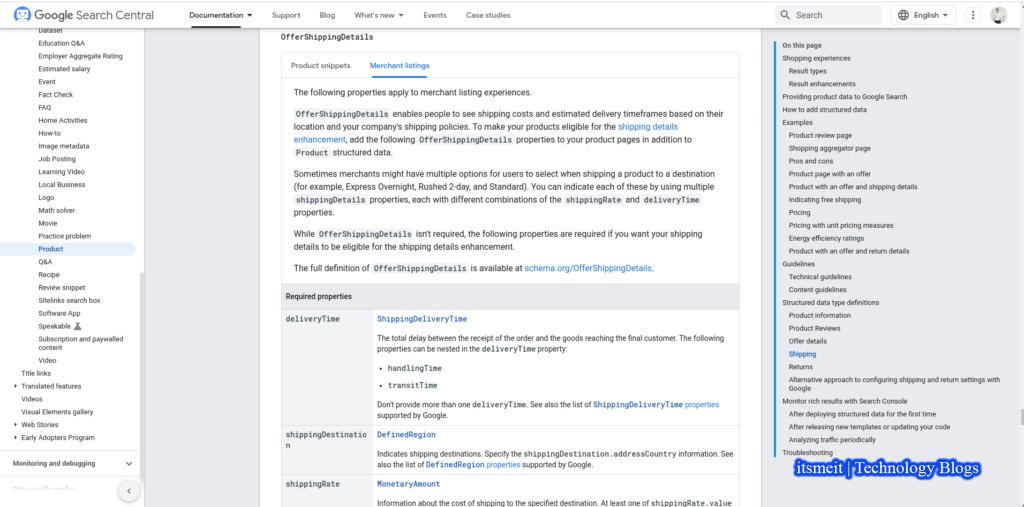 Google Search Central
Documentation
Support
Blog
What's new
Events
Case studies
Search
English
Dataset
Education Q&A
Employer Aggregate Rating
Estimated salary
Event
Fact Check
FAQ
Home Activities
How-to
Image metadata
Job Posting
Learning Video
Local Business
Logo
Math solver
Movie
Practice problem
Product
Q&A
Recipe
Review snippet
Sitelinks search box
Software App
Speakable
Subscription and paywalled
content
Video
Title links
Translated features
Videos
Visual Elements gallery
Web Stories
Early Adopters Program
Monitoring and debugging
OfferShippingDetails
Product snippets
Merchant listings
The following properties apply to merchant listing experiences.
OfferShippingDetails enables people to see shipping costs and estimated delivery timeframes based on their
location and your company's shipping policies. To make your products eligible for the shipping details
enhancement, add the following OfferShippingDetails properties to your product pages in addition to
Product structured data.
Sometimes merchants might have multiple options for users to select when shipping a product to a destination
(for example, Express Overnight, Rushed 2-day, and Standard). You can indicate each of these by using multiple
shippingDetails properties, each with different combinations of the shippingRate and deliveryTime
properties.
While OfferShippingDetails isn't required, the following properties are required if you want your shipping
details to be eligible for the shipping details enhancement.
The full definition of OfferShippingDetails is available at schema.org/OfferShippingDetails.
Required properties
deliveryTime
ShippingDeliveryTime
The total delay between the receipt of the order and the goods reaching the final customer. The following
properties can be nested in the deliveryTime property:
• handlingTime
• transitTime
Don't provide more than one deliveryTime. See also the list of ShippingDeliveryTime properties
supported by Google.
shippingDestinatio
n
DefinedRegion
Indicates shipping destinations. Specify the shippingDestination.addressCountry information. See
also the list of DefinedRegion properties supported by Google.
shippingRate
MonetaryAmount
Information about the cost of shipping to the specified destination. At least one of shippingRate.value
On this page
Shopping experiences
Result types
Result enhancements
Providing product data to Google Search
How to add structured data
Examples
Product review page
Shopping aggregator page
Pros and cons
Product page with an offer
Product with an offer and shipping details
Indicating free shipping
Pricing
Pricing with unit pricing measures
Energy efficiency ratings
Product with an offer and return details
Guidelines
Technical guidelines
Content guidelines
Structured data type definitions
Product information
Product Reviews
Offer details
Shipping
Returns
Alternative approach to configuring shipping and return settings with
Google
Monitor rich results with Search Console
After deploying structured data for the first time
After releasing new templates or updating your code
Analyzing traffic periodically
Troubleshooting
itsmeit | Technology Blogs